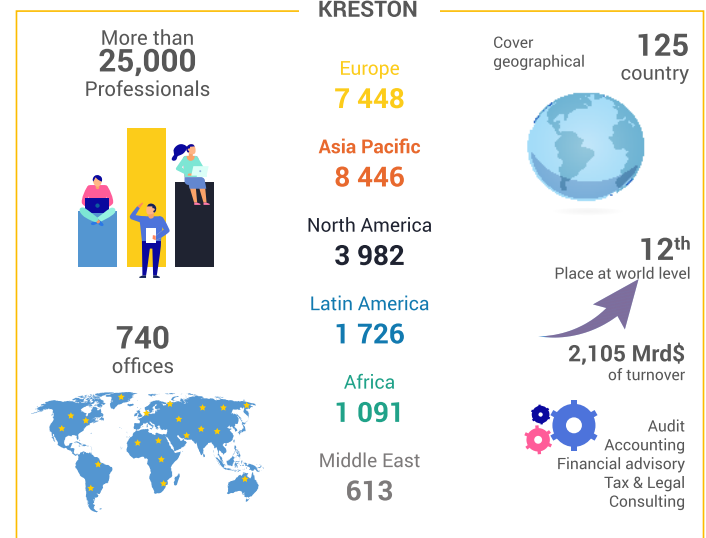 KRESTON
More than
25,000
Professionals
740
offices
Europe
7 448
Asia Pacific
8 446
North America
3 982
Latin America
1 726
Africa
1 091
Middle East
613
Cover
geographical
125
country
12th
Place at world level
2,105 Mrd$
of turnover
Audit
Accounting
Financial advisory
Tax & Legal
Consulting